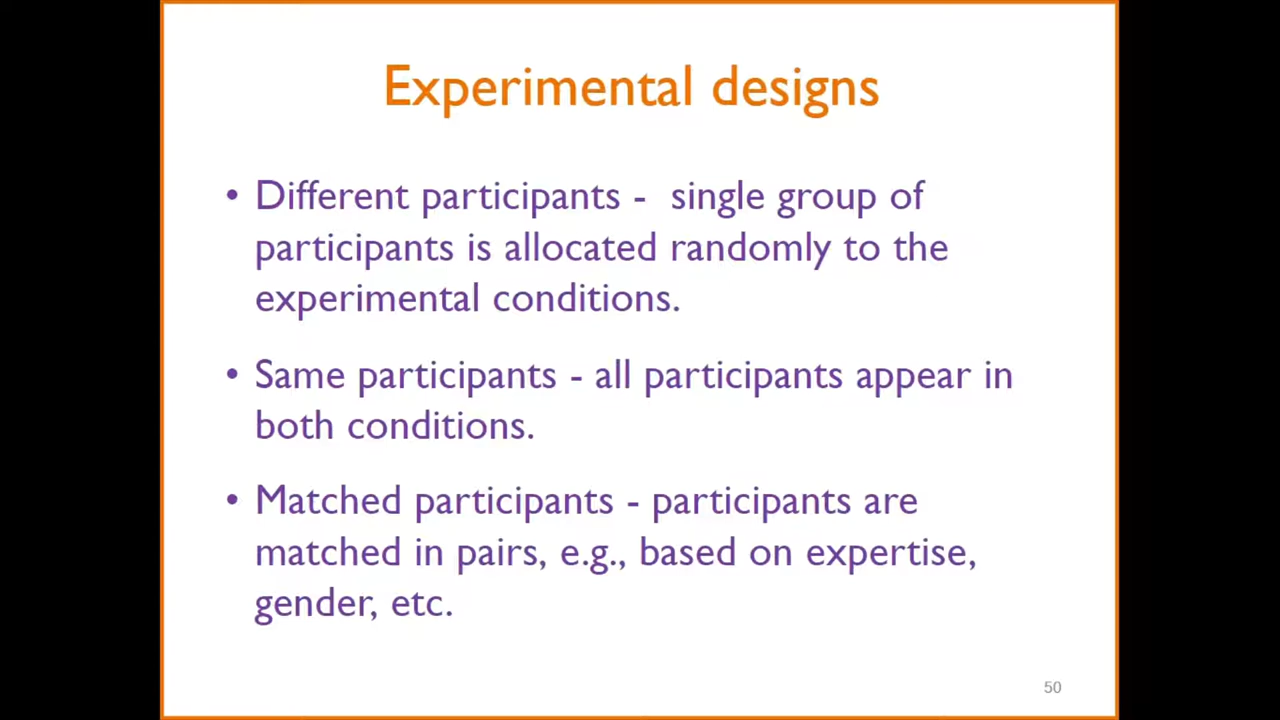 Experimental designs
• Different participants -  single group of
participants is allocated randomly to the
experimental conditions.
• Same participants - all participants appear in
both conditions.
• Matched participants - participants are
matched in pairs, e.g., based on expertise,
gender, etc.
50